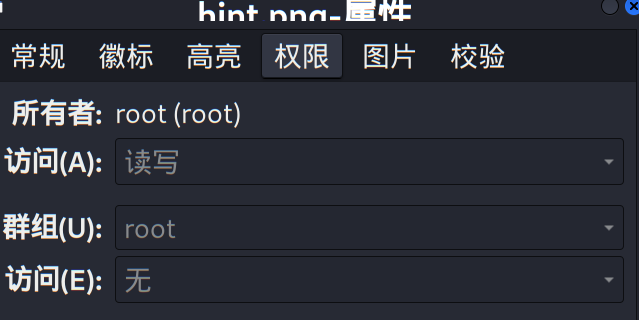 hint.png-属性
常规 徽标 高亮 权限 图片 校验
所有者: root (root)
访问(A): 读写
群组(U): root
访问(E): 无